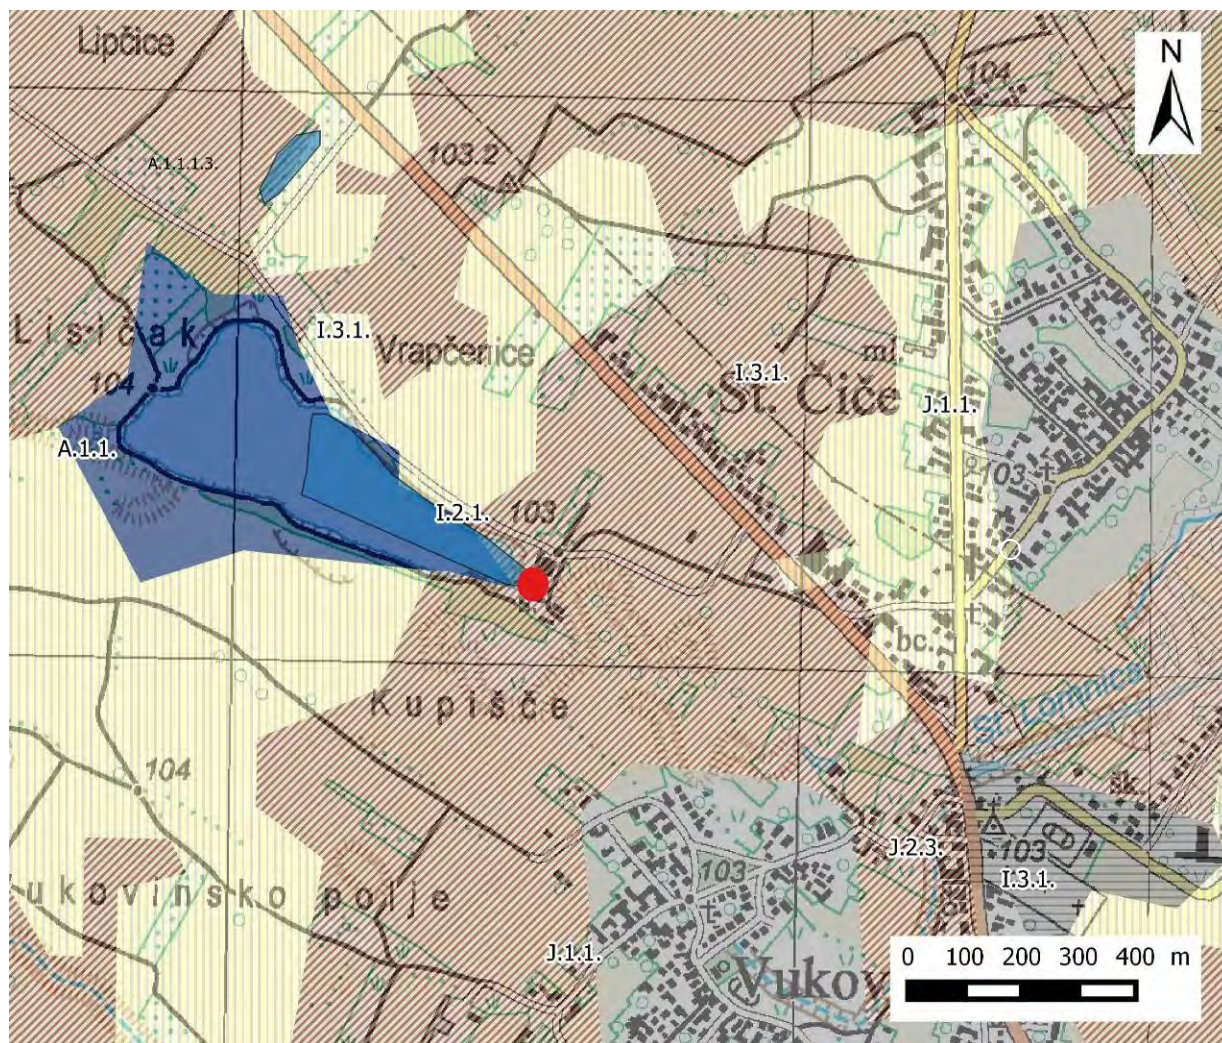 Lipčice
N
104
103.2
A.1.1.1.3.
Lisičak
I.3.1.
Vrapčenice
ml.
I.3.1.
St. Čiče
104
J.1.1.
A.1.1.
103
I.2.1.
103
bc.
St. Lomnica
Kupišče
104
šk.
J.2.3.
103
103
I.3.1.
ukovinsko polje
J.1.1.
Vukov
0 100 200 300 400 m